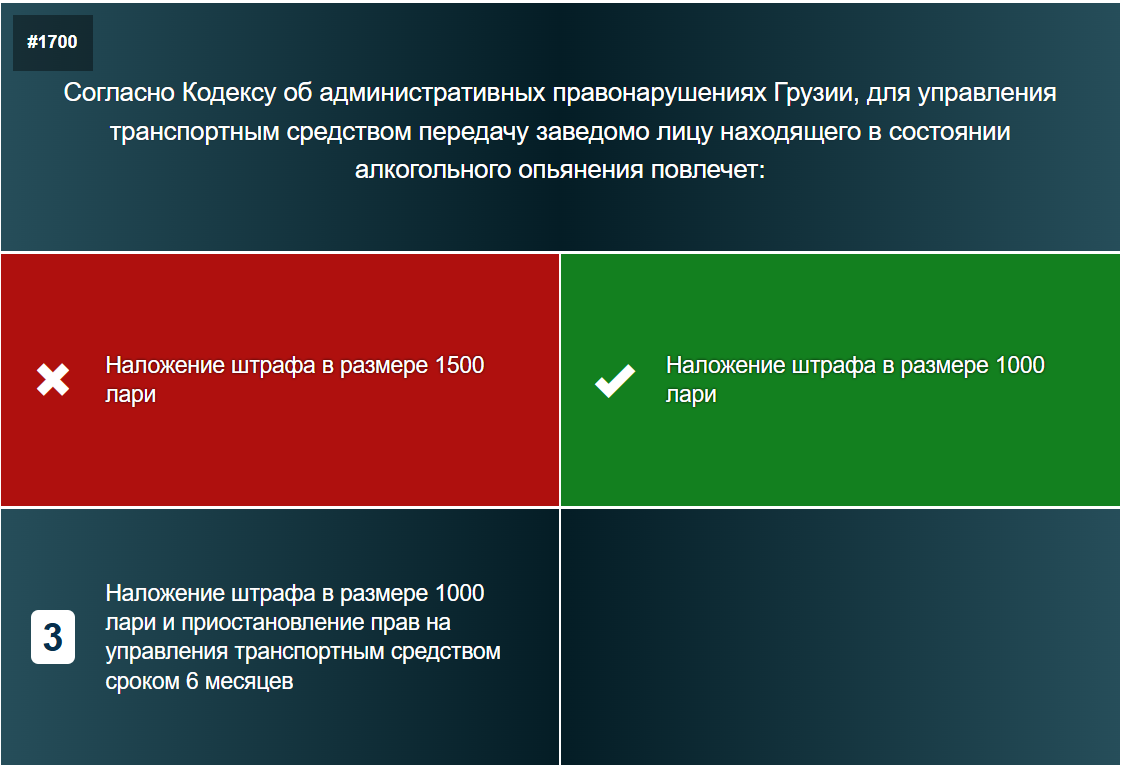 #1700
Согласно Кодексу об административных правонарушениях Грузии, для управления
транспортным средством передачу заведомо лицу находящего в состоянии
алкогольного опьянения повлечет:
Наложение штрафа в размере 1500
лари
Наложение штрафа в размере 1000
лари
3
Наложение штрафа в размере 1000
лари и приостановление прав на
управления транспортным средством
сроком 6 месяцев